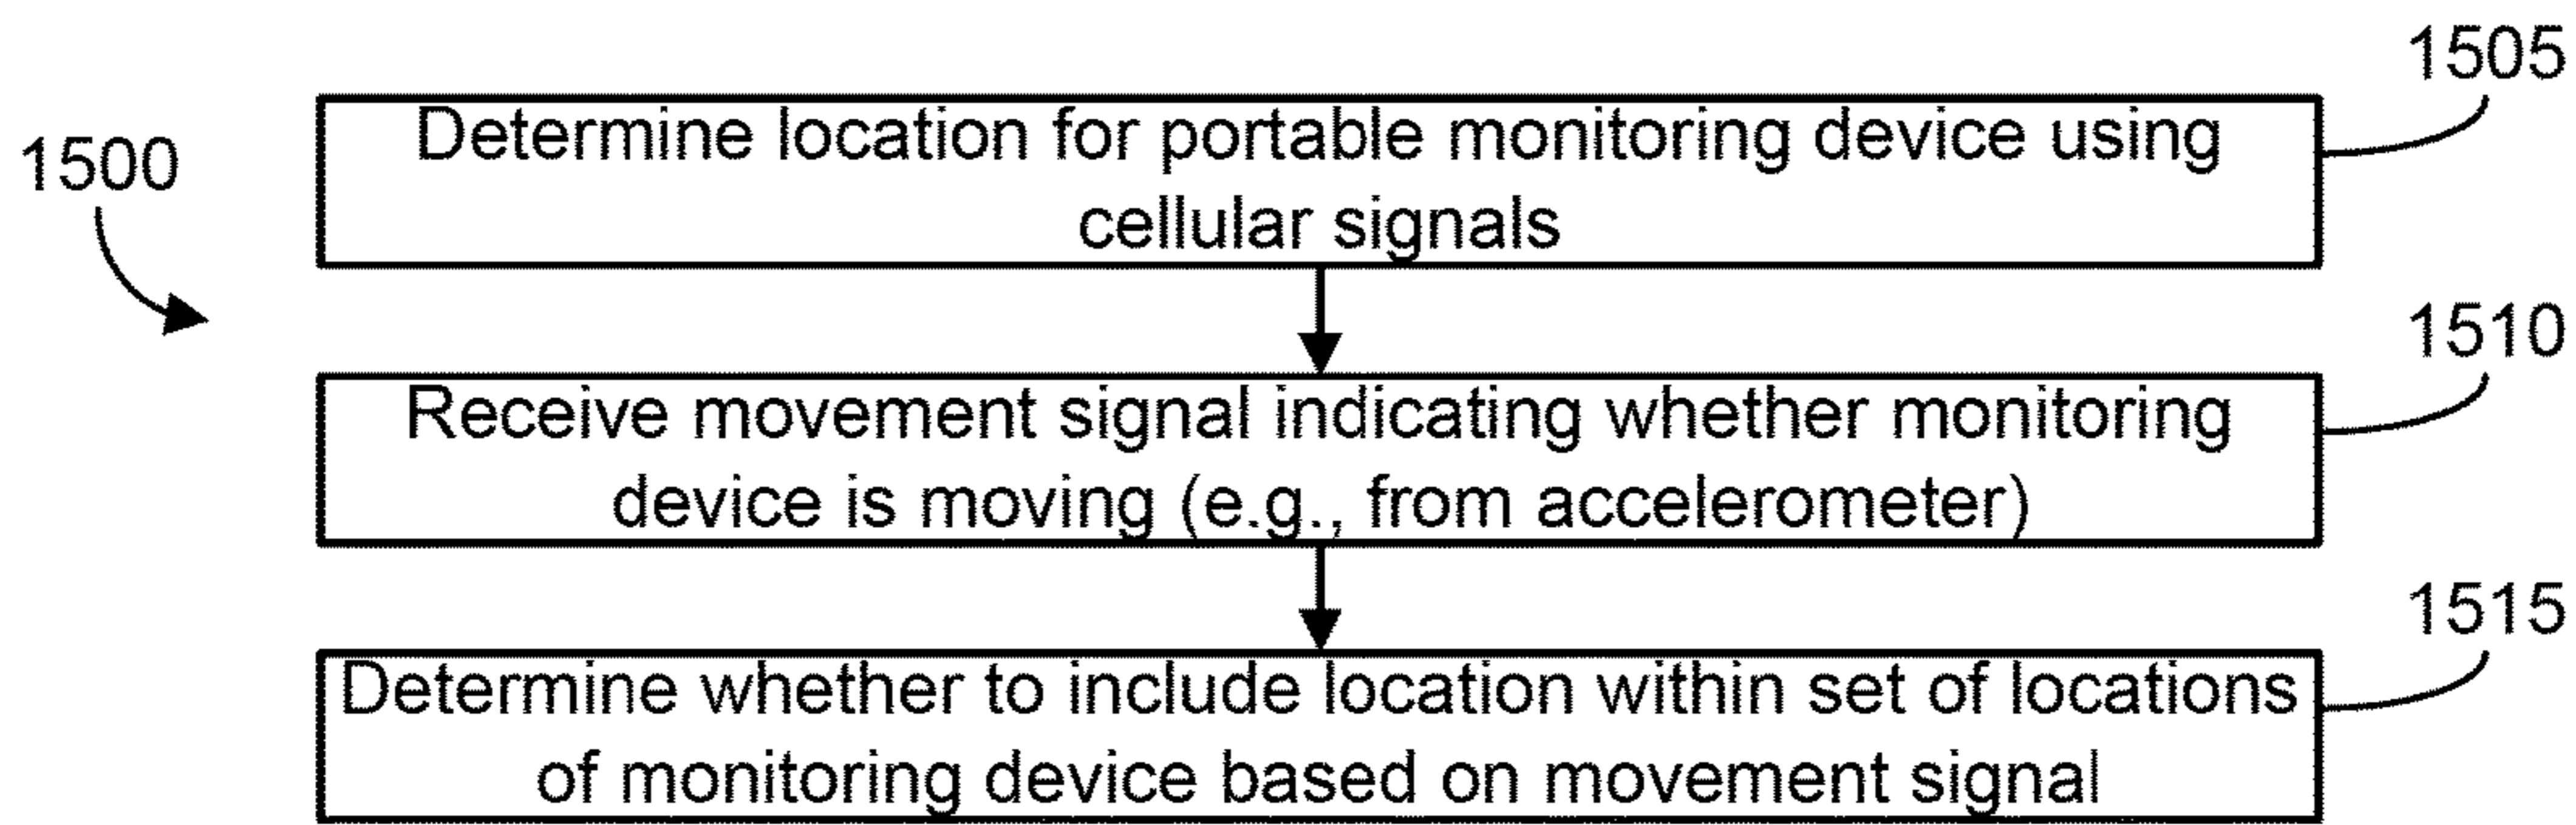 1505
Determine location for portable monitoring device using
cellular signals
1500
1510
Receive movement signal indicating whether monitoring
device is moving (e.g., from accelerometer)
1515
Determine whether to include location within set of locations
of monitoring device based on movement signal